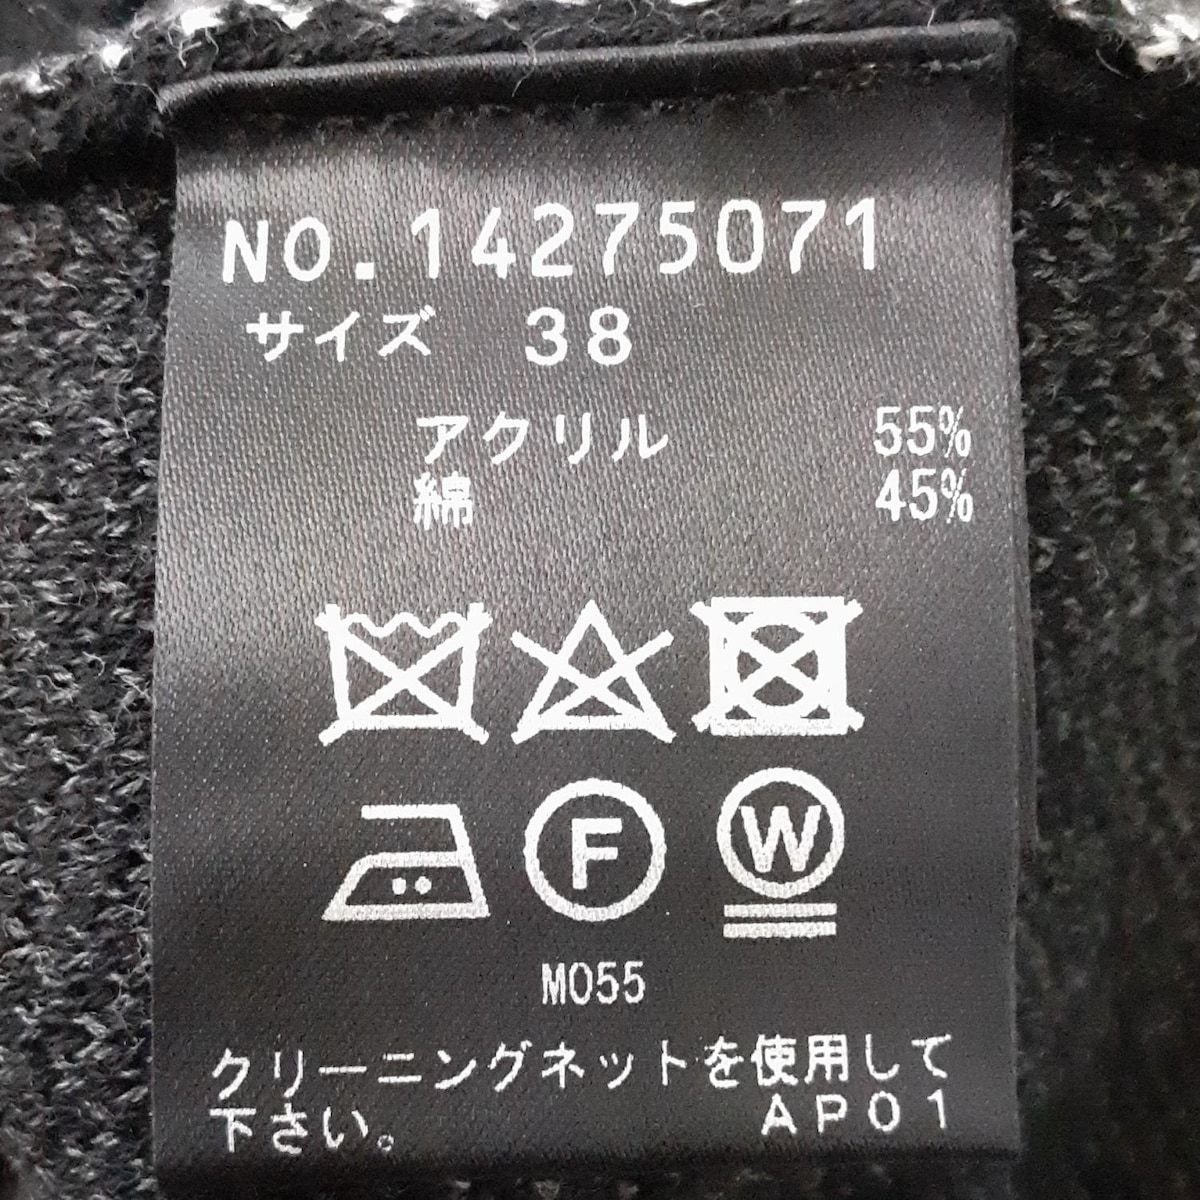 NO.14275071
サイズ 38
アクリル 55%
綿 45%
F W
M055
クリーニングネットを使用して
下さい。 AP01